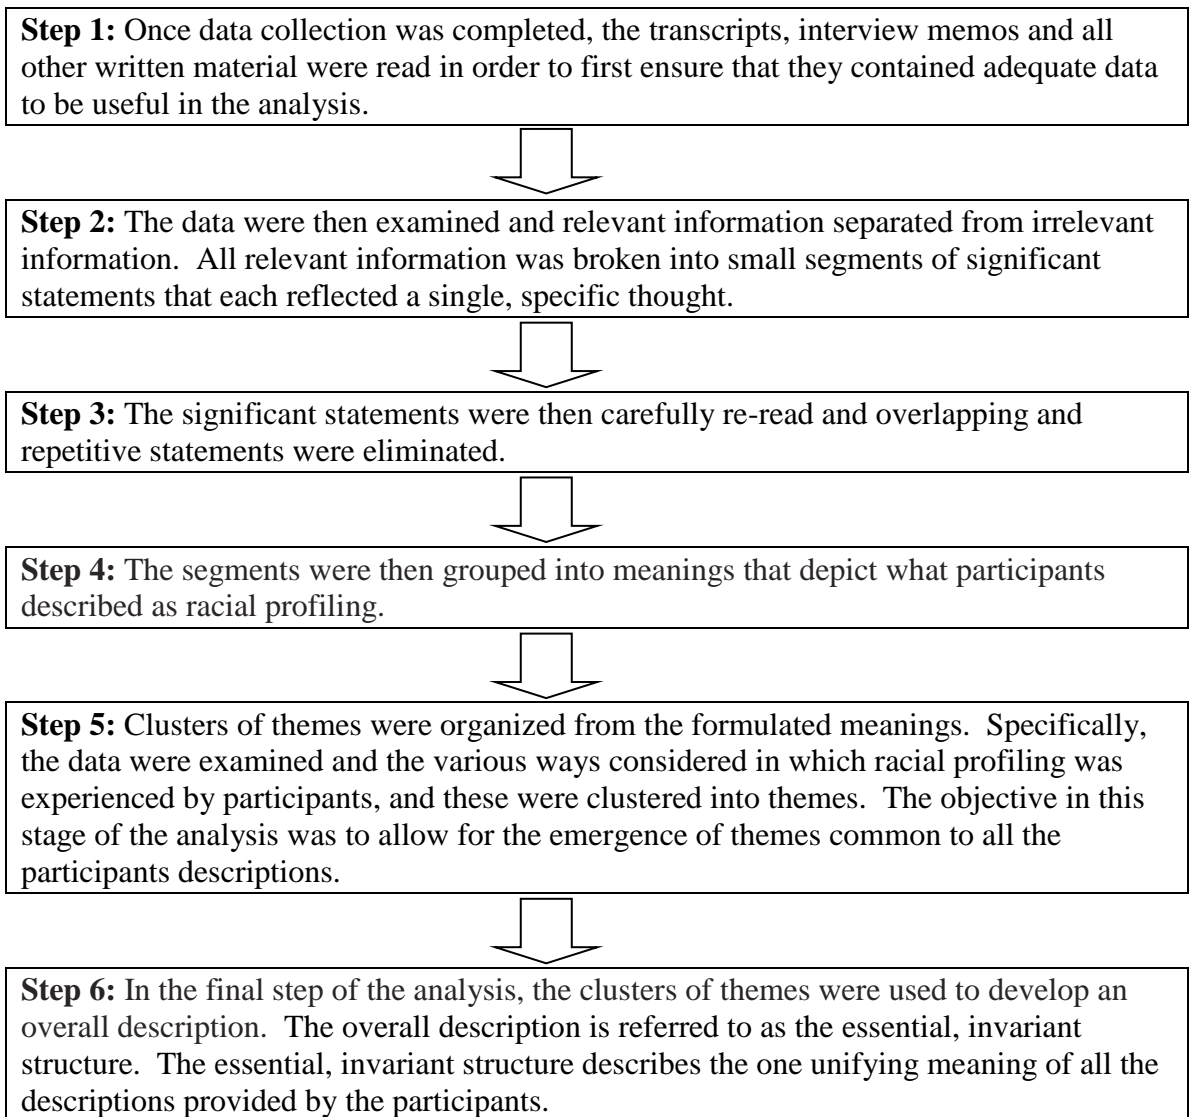 Step 1: Once data collection was completed, the transcripts, interview memos and all
other written material were read in order to first ensure that they contained adequate data
to be useful in the analysis.
Step 2: The data were then examined and relevant information separated from irrelevant
information.  All relevant information was broken into small segments of significant
statements that each reflected a single, specific thought.
Step 3: The significant statements were then carefully re-read and overlapping and
repetitive statements were eliminated.
Step 4: The segments were then grouped into meanings that depict what participants
described as racial profiling.
Step 5: Clusters of themes were organized from the formulated meanings.  Specifically,
the data were examined and the various ways considered in which racial profiling was
experienced by participants, and these were clustered into themes.  The objective in this
stage of the analysis was to allow for the emergence of themes common to all the
participants descriptions.
Step 6: In the final step of the analysis, the clusters of themes were used to develop an
overall description.  The overall description is referred to as the essential, invariant
structure.  The essential, invariant structure describes the one unifying meaning of all the
descriptions provided by the participants.